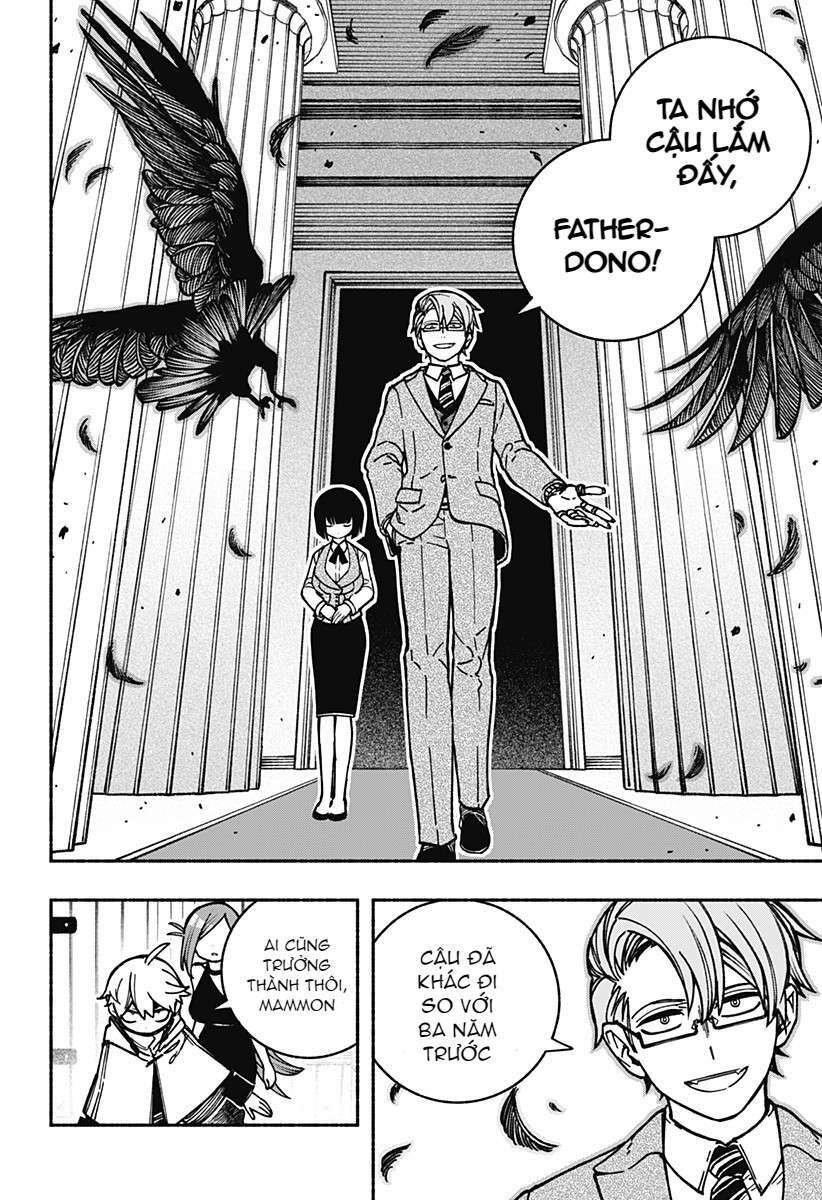 TA NHỚ
CẬU LẮM
ĐẤY,
FATHER-
DONO!
CẬU ĐÃ
KHÁC ĐI
SO VỚI
BA NĂM
TRƯỚC
AI CŨNG
TRƯỞNG
THÀNH THÔI,
MAMMON